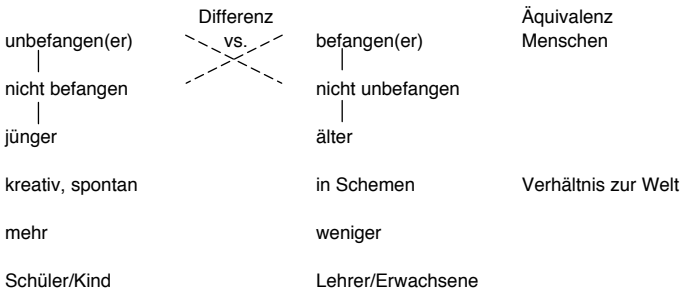 Differenz Äquivalenz
unbefangen(er) vs. befangen(er) Menschen
nicht befangen nicht unbefangen
jünger älter
kreativ, spontan in Schemen Verhältnis zur Welt
mehr weniger
Schüler/Kind Lehrer/Erwachsene